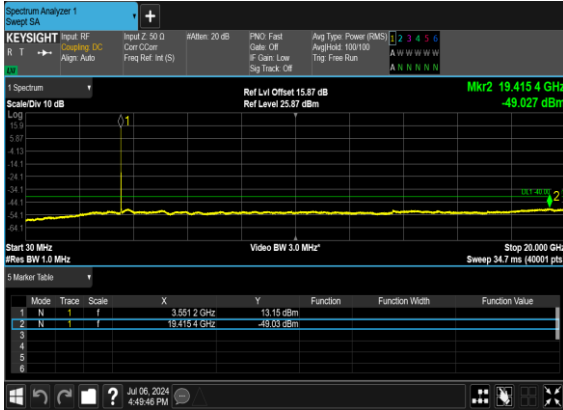 Spectrum Analyzer 1
Swept SA
KEYSIGHT Input: RF Input Z: 50 Ω #Atten: 20 dB PNO: Fast Avg Type: Power (RMS) 1 2 3 4 5 6
R T Coupling: DC Corr CCorr Gate: Off Avg|Hold: 100/100 A W W W W W
Align: Auto Freq Ref: Int (S) IF Gain: Low Trig: Free Run
Sig Track: Off A N N N N N
1 Spectrum Ref Lvl Offset 15.87 dB Mkr2 19.415 4 GHz
Scale/Div 10 dB Ref Level 25.87 dBm -49.027 dBm
Log
15.9
5.87
-4.13
-14.1
-24.1
-34.1
-44.1
-54.1
-64.1
1
2
Start 30 MHz Video BW 3.0 MHz* Stop 20.000 GHz
#Res BW 1.0 MHz Sweep 34.7 ms (40001 pts)
5 Marker Table
Mode Trace Scale X Y Function Function Width Function Value
1 N 1 f 3.551 2 GHz 13.15 dBm
2 N 1 f 19.415 4 GHz -49.03 dBm
3
4
5
6
? Jul 06, 2024
4:49:46 PM